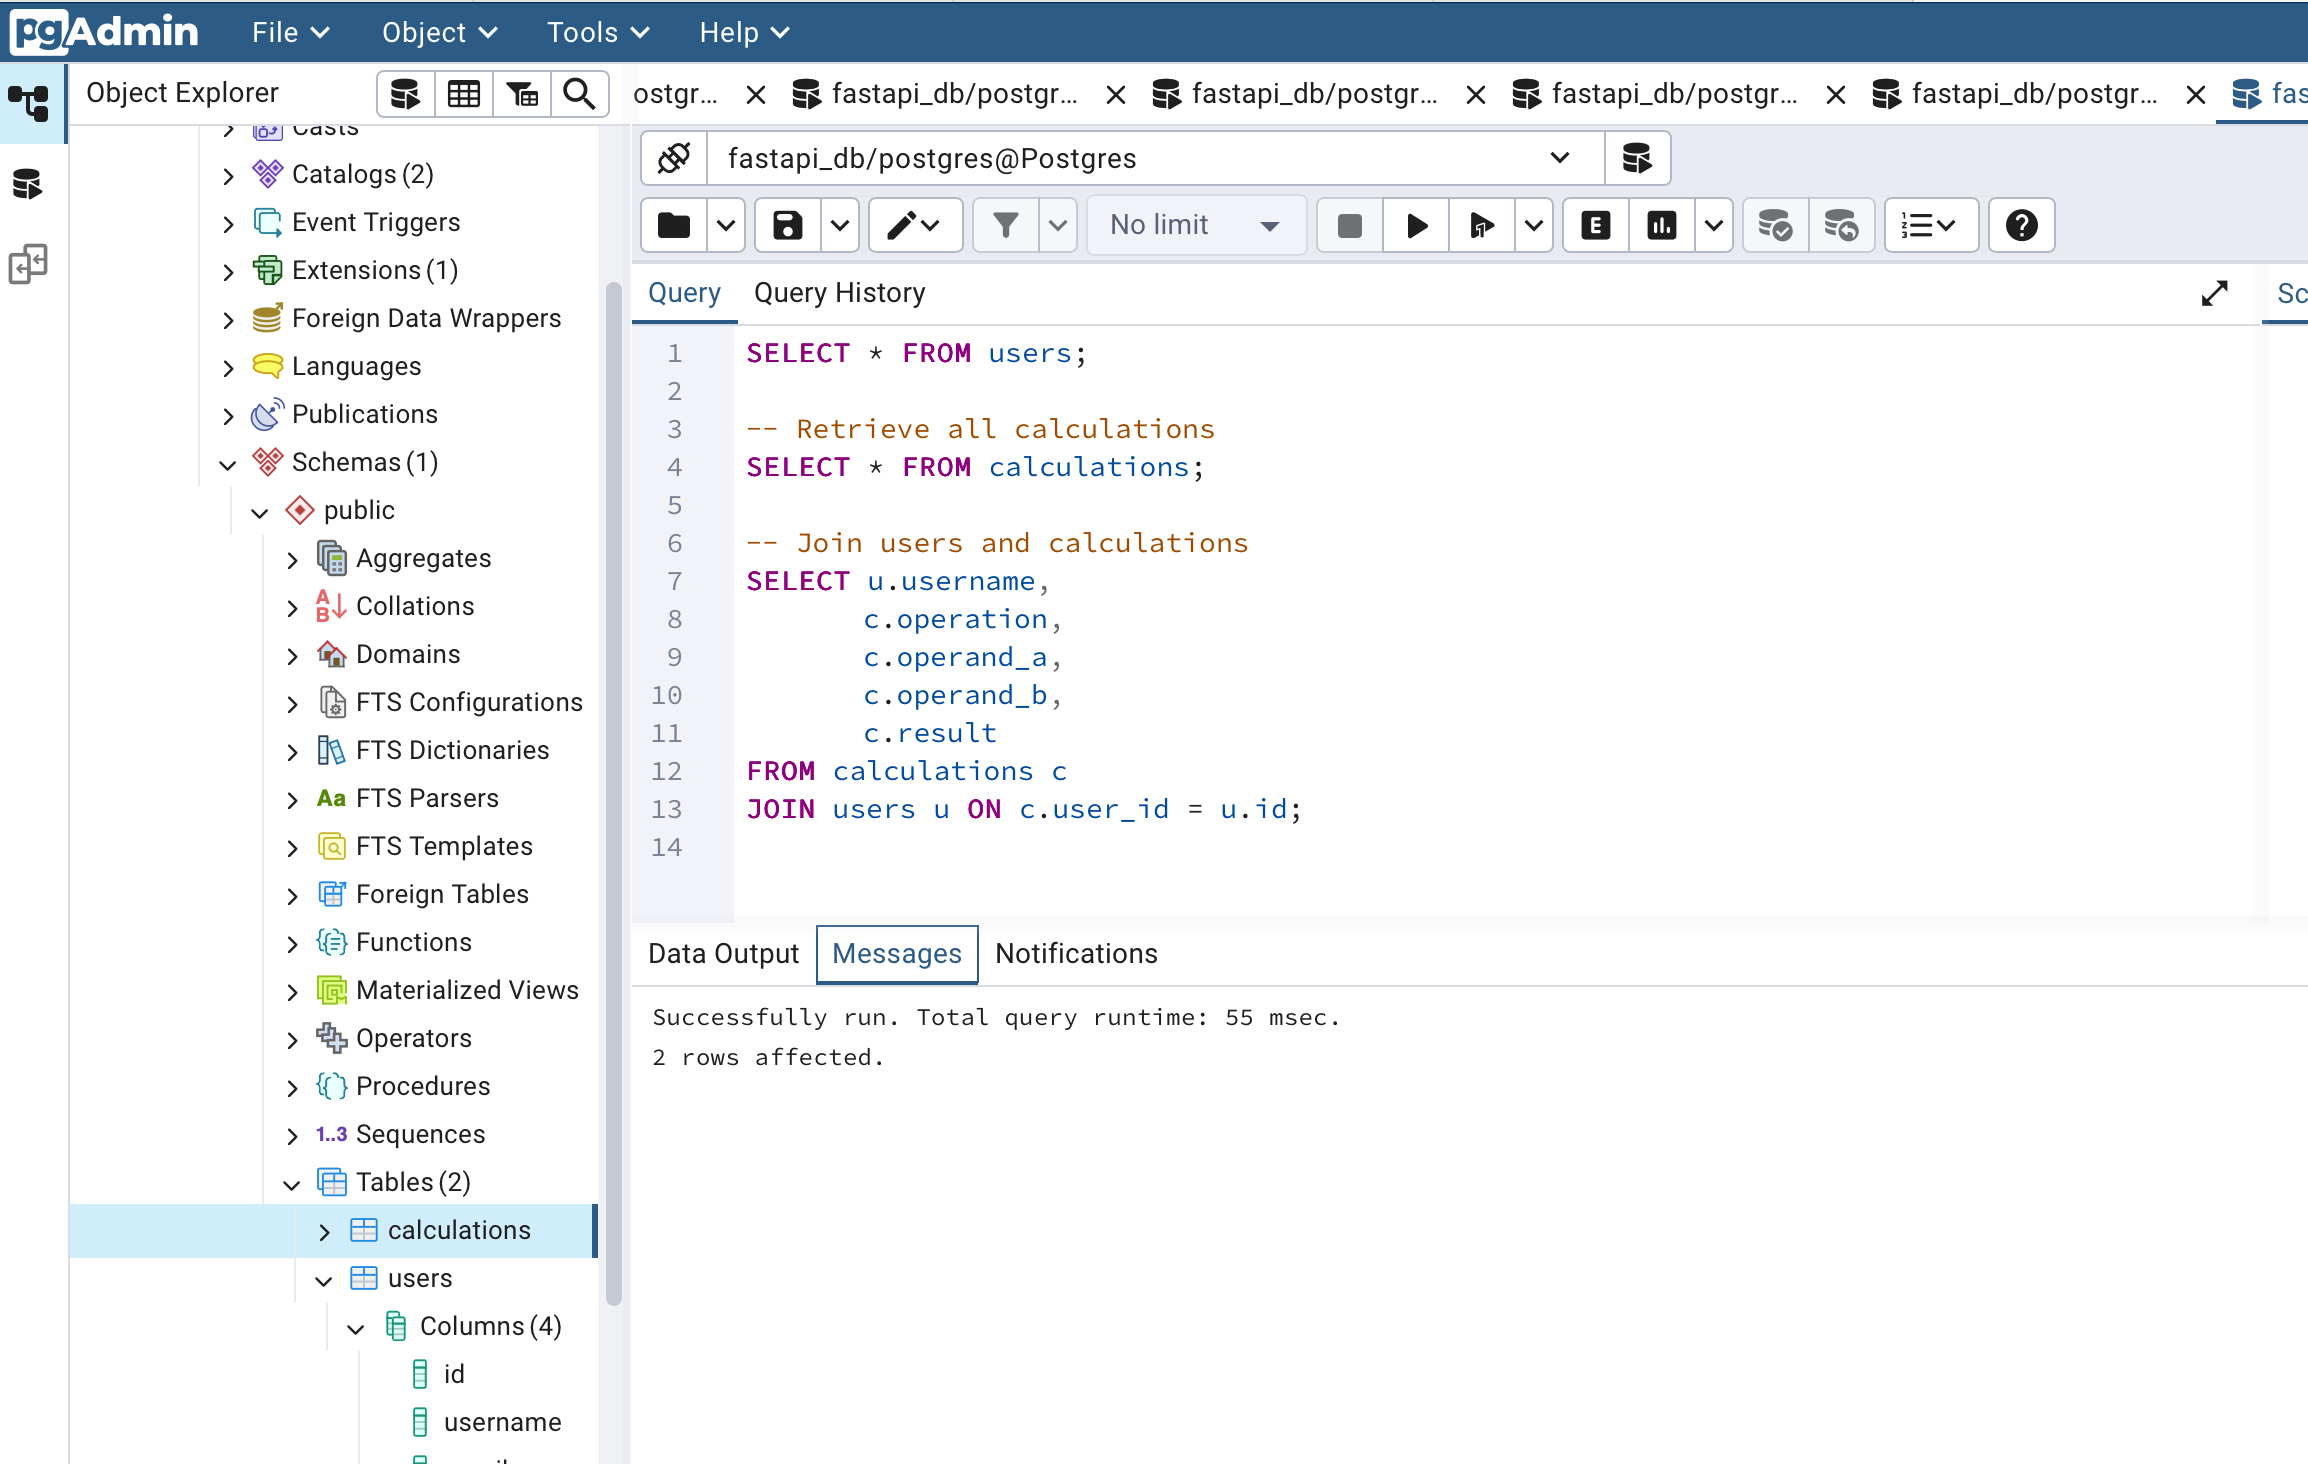 pgAdmin File Object Tools Help
Object Explorer
ostgr... fastapi_db/postgr... fastapi_db/postgr... fastapi_db/postgr... fastapi_db/postgr... fas
fastapi_db/postgres@Postgres
No limit
Casts
Catalogs (2)
Event Triggers
Extensions (1)
Foreign Data Wrappers
Languages
Publications
Schemas (1)
public
Aggregates
Collations
Domains
FTS Configurations
FTS Dictionaries
Aa FTS Parsers
FTS Templates
Foreign Tables
Functions
Materialized Views
Operators
Procedures
1..3 Sequences
Tables (2)
calculations
users
Columns (4)
id
username
Query Query History
Sc
1 SELECT * FROM users;
2
3 -- Retrieve all calculations
4 SELECT * FROM calculations;
5
6 -- Join users and calculations
7 SELECT u.username,
8 c.operation,
9 c.operand_a,
10 c.operand_b,
11 c.result
12 FROM calculations c
13 JOIN users u ON c.user_id = u.id;
14
Data Output Messages Notifications
Successfully run. Total query runtime: 55 msec.
2 rows affected.